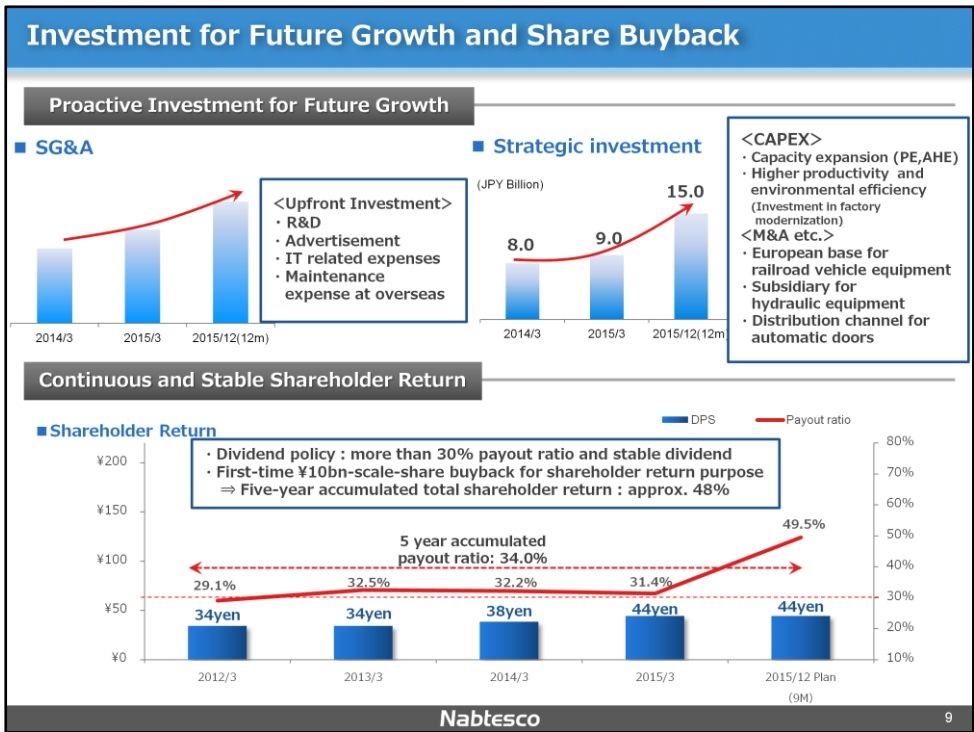 Investment for Future Growth and Share Buyback
Proactive Investment for Future Growth
■ SG&A
<Upfront Investment>
・R&D
・Advertisement
・IT related expenses
・Maintenance
expense at overseas
2014/3
2015/3
2015/12(12m)
■ Strategic investment
(JPY Billion)
8.0
9.0
15.0
2014/3
2015/3
2015/12(12m)
<CAPEX>
・Capacity expansion (PE,AHE)
・Higher productivity and
environmental efficiency
(Investment in factory
modernization)
<M&A etc.>
・European base for
railroad vehicle equipment
・Subsidiary for
hydraulic equipment
・Distribution channel for
automatic doors
Continuous and Stable Shareholder Return
■Shareholder Return
DPS
Payout ratio
・Dividend policy : more than 30% payout ratio and stable dividend
・First-time ¥10bn-scale-share buyback for shareholder return purpose
⇒ Five-year accumulated total shareholder return : approx. 48%
¥200
¥150
¥100
¥50
¥0
80%
70%
60%
50%
40%
30%
20%
10%
5 year accumulated
payout ratio: 34.0%
29.1%
32.5%
32.2%
31.4%
49.5%
34yen
34yen
38yen
44yen
44yen
2012/3
2013/3
2014/3
2015/3
2015/12 Plan
(9M)
Nabtesco
9